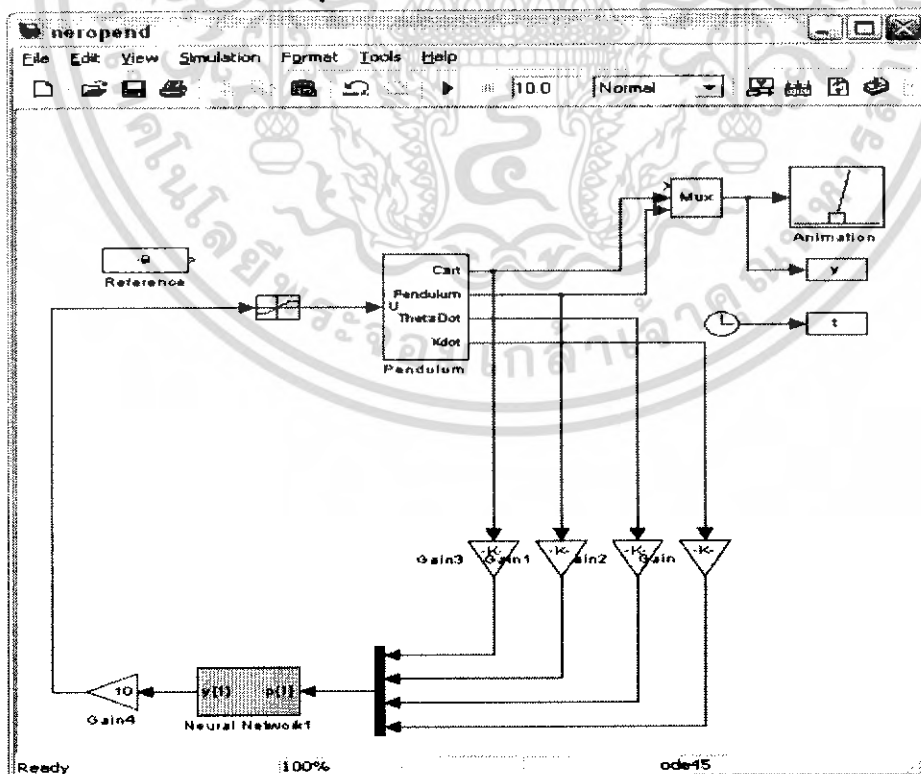 neropend
File Edit View Simulation Format Tools Help
10.0 Normal
Mux
Animation
Reference
y
t
Cart
Pendulum
U
ThetaDot
Xdot
Pendulum
-K- -K- -K- -K-
Gain3 Gain1 ain2 Gain
10
Gain4
y{1} p{1}
Neural Network1
Ready 100% ode45